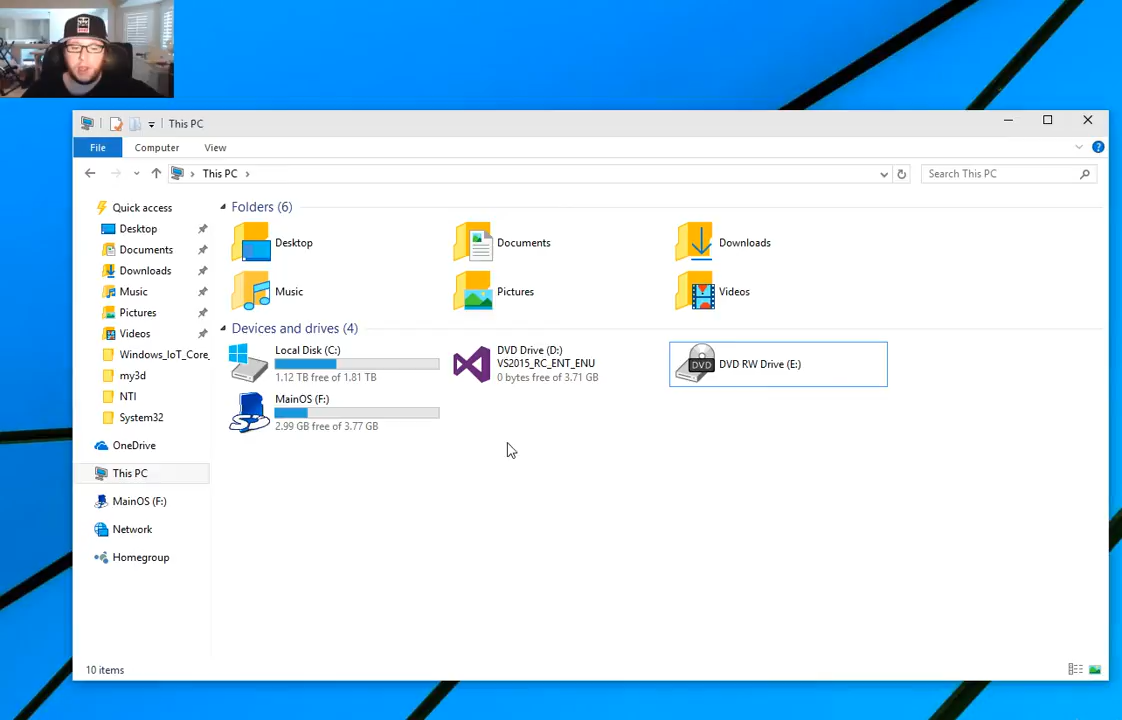 This PC
File
Computer
View
This PC
Search This PC
Quick access
Desktop
Documents
Downloads
Music
Pictures
Videos
Windows_IoT_Core_
my3d
NTI
System32
OneDrive
This PC
MainOS (F:)
Network
Homegroup
Folders (6)
Desktop
Documents
Downloads
Music
Pictures
Videos
Devices and drives (4)
Local Disk (C:)
1.12 TB free of 1.81 TB
DVD Drive (D:)
VS2015_RC_ENT_ENU
0 bytes free of 3.71 GB
DVD
DVD RW Drive (E:)
MainOS (F:)
2.99 GB free of 3.77 GB
10 items